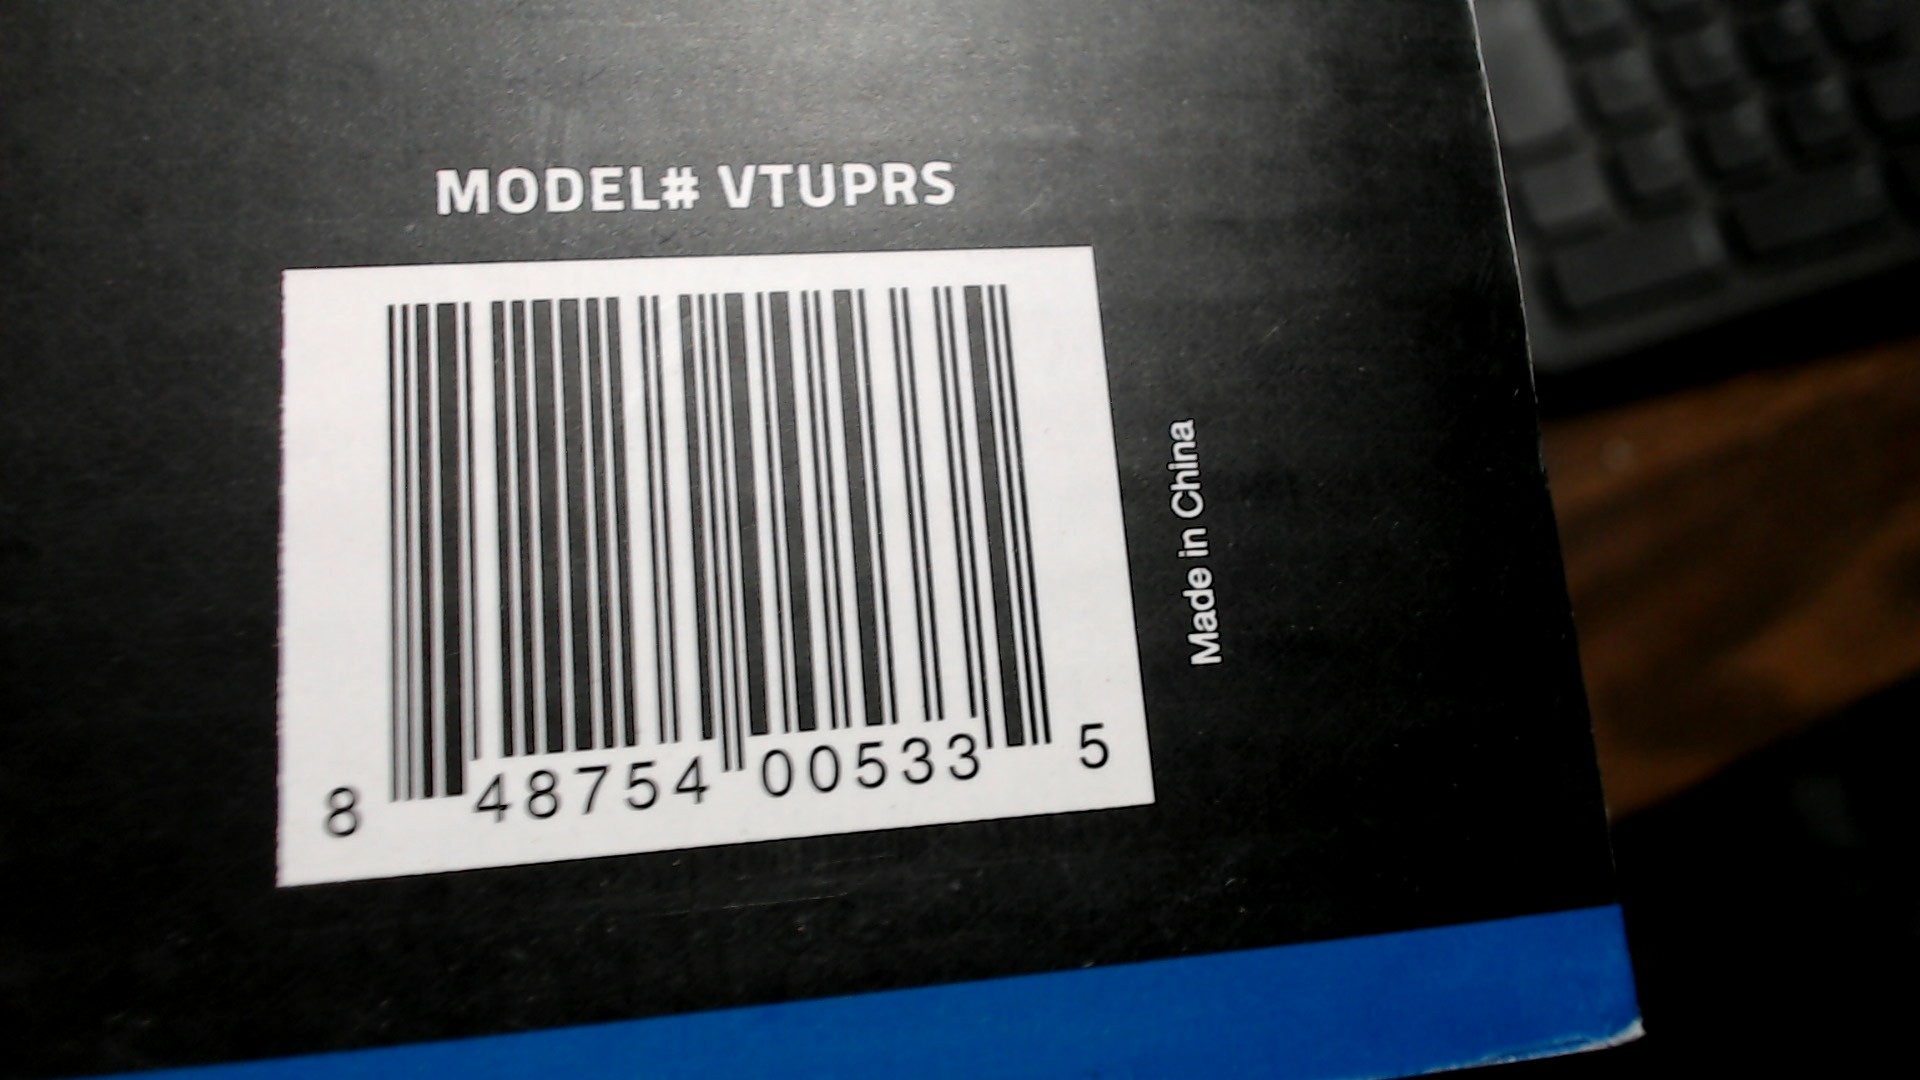 MODEL# VTUPRS
8 48754 00533 5
Made in China